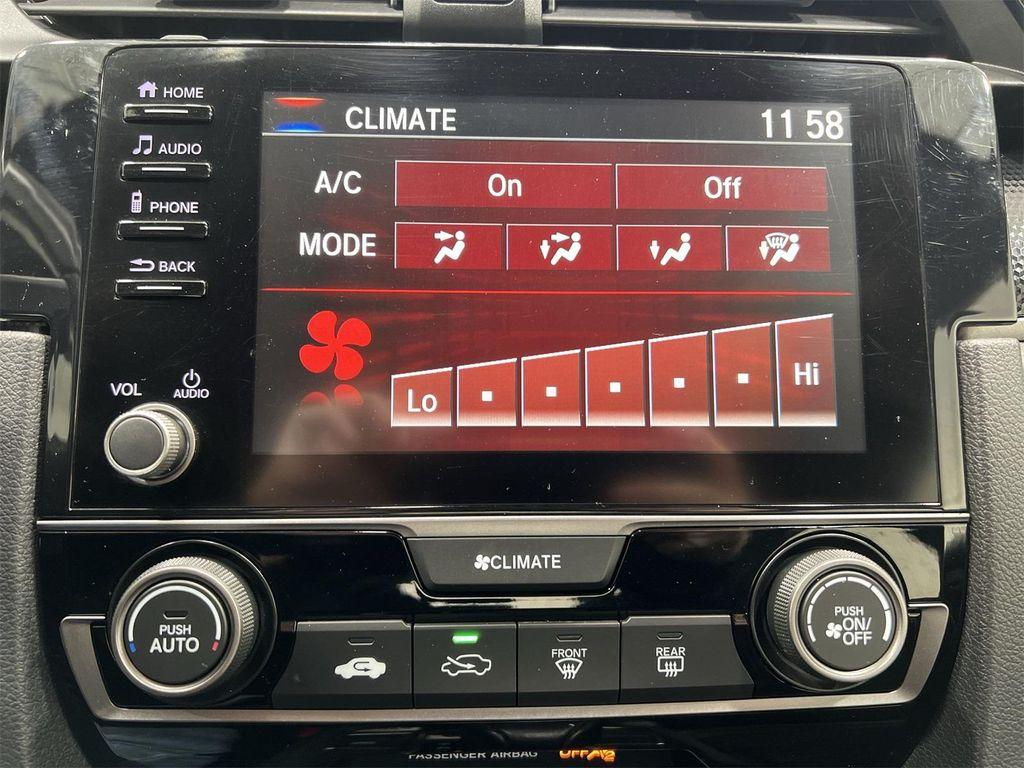 HOME
CLIMATE 11 58
AUDIO
A/C On Off
PHONE
MODE
BACK
VOL AUDIO
Lo Hi
CLIMATE
PUSH
AUTO
FRONT
REAR
PUSH
ON/
OFF
PASSENGER AIRBAG OFF